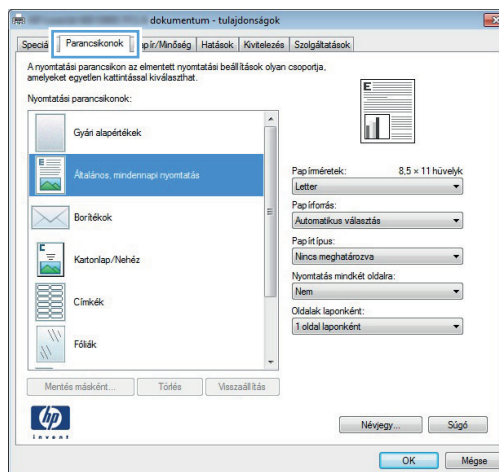 dokumentum - tulajdonságok
Speciá
Parancsikonok
pír/Minőség
Hatások
Kivitelezés
Szolgáltatások
A nyomtatási parancsikon az elmentett nyomtatási beállítások olyan csoportja,
amelyeket egyetlen kattintással kiválaszthat.
Nyomtatási parancsikonok:
Gyári alapértékek
Általános, mindennapi nyomtatás
Borítékok
Kartonlap/Nehéz
Címkék
Fóliák
Mentés másként...
Törlés
Visszaállítás
E
E
C
Papírméretek: 8,5 × 11 hüvelyk
Letter
Papírforrás:
Automatikus választás
Papírtípus:
Nincs meghatározva
Nyomtatás mindkét oldalra:
Nem
Oldalak laponként:
1 oldal laponként
hp
invent
Névjegy...
Súgó
OK
Mégse